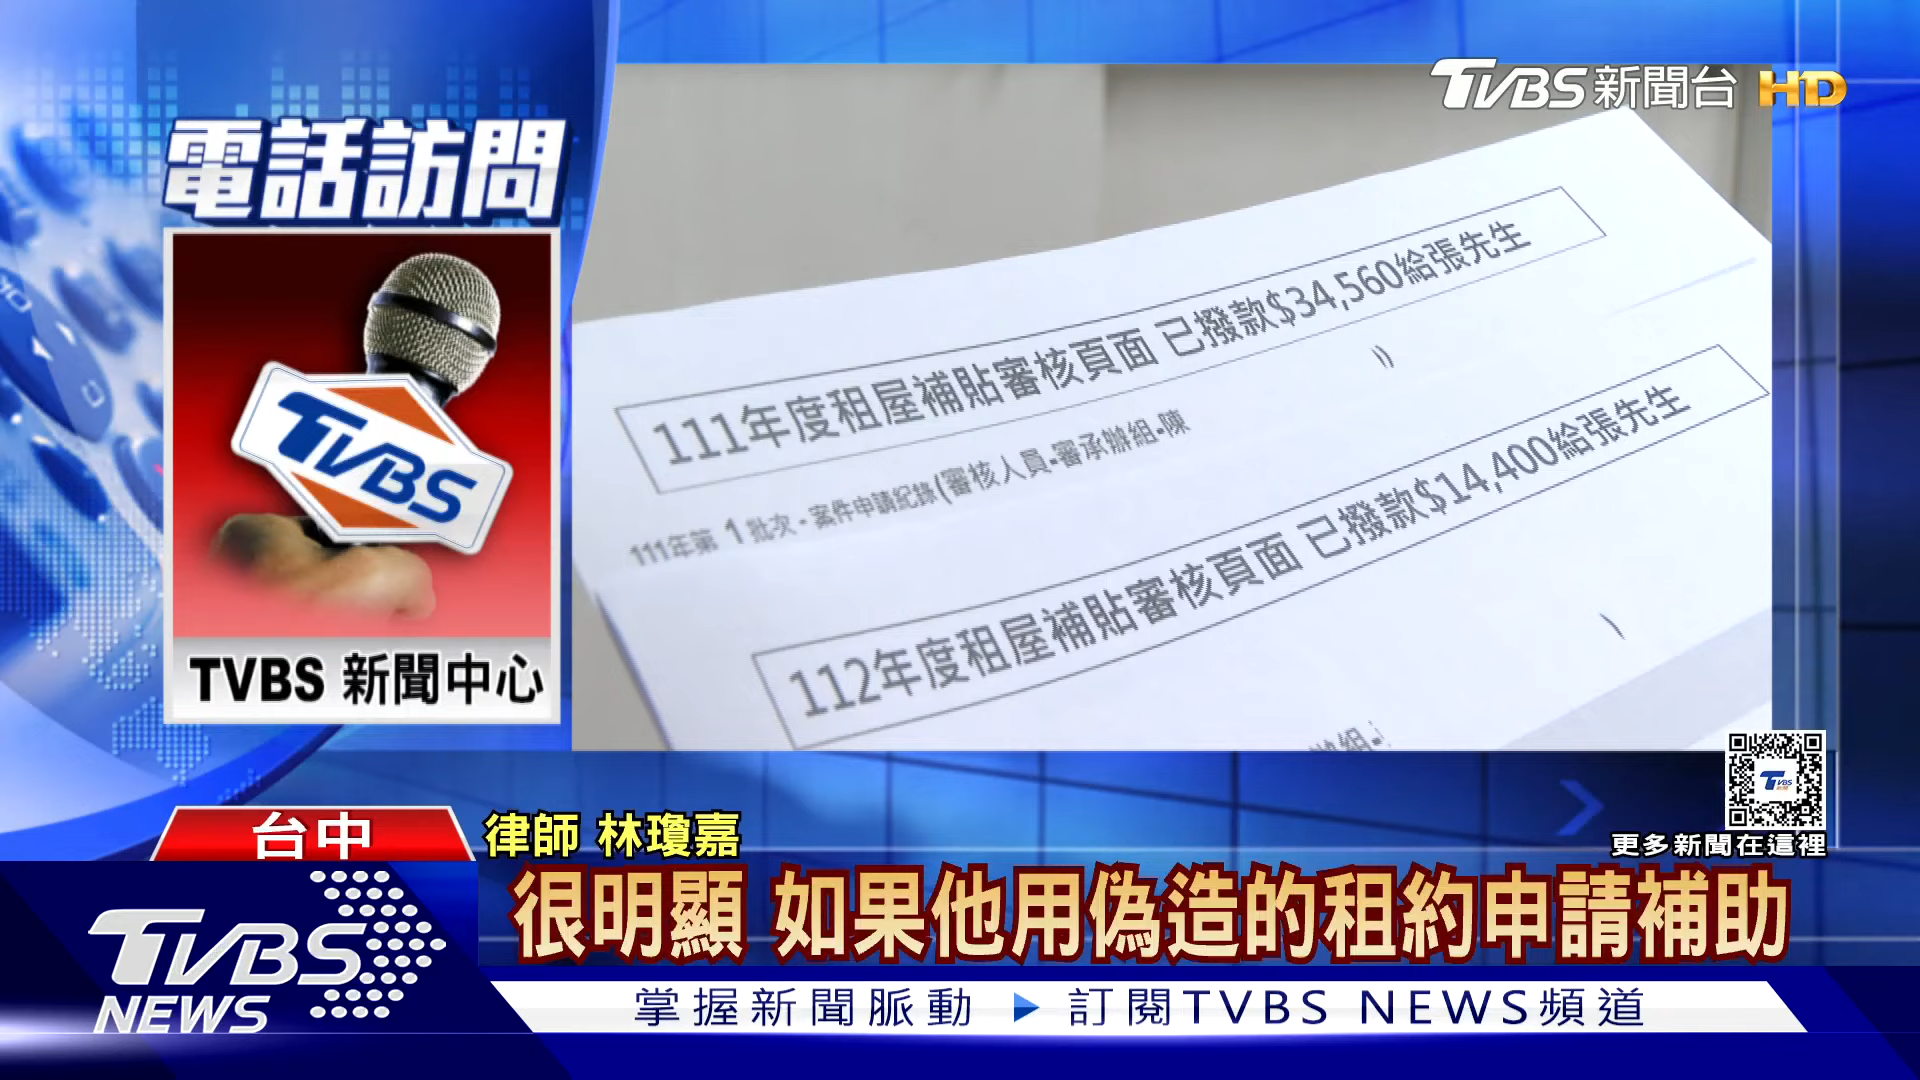 TVBS新聞台 HD
電話訪問
TVBS
TVBS 新聞中心
111年度租屋補貼審核頁面 已撥款$34,560給張先生
111年第 1 批次 - 案件申請紀錄(審核人員-審承辦組-陳
112年度租屋補貼審核頁面 已撥款$14,400給張先生
辦組-
TVBS
更多新聞在這裡
台中
律師 林瓊嘉
很明顯 如果他用偽造的租約申請補助
TVBS NEWS
掌握新聞脈動 ▶ 訂閱TVBS NEWS頻道